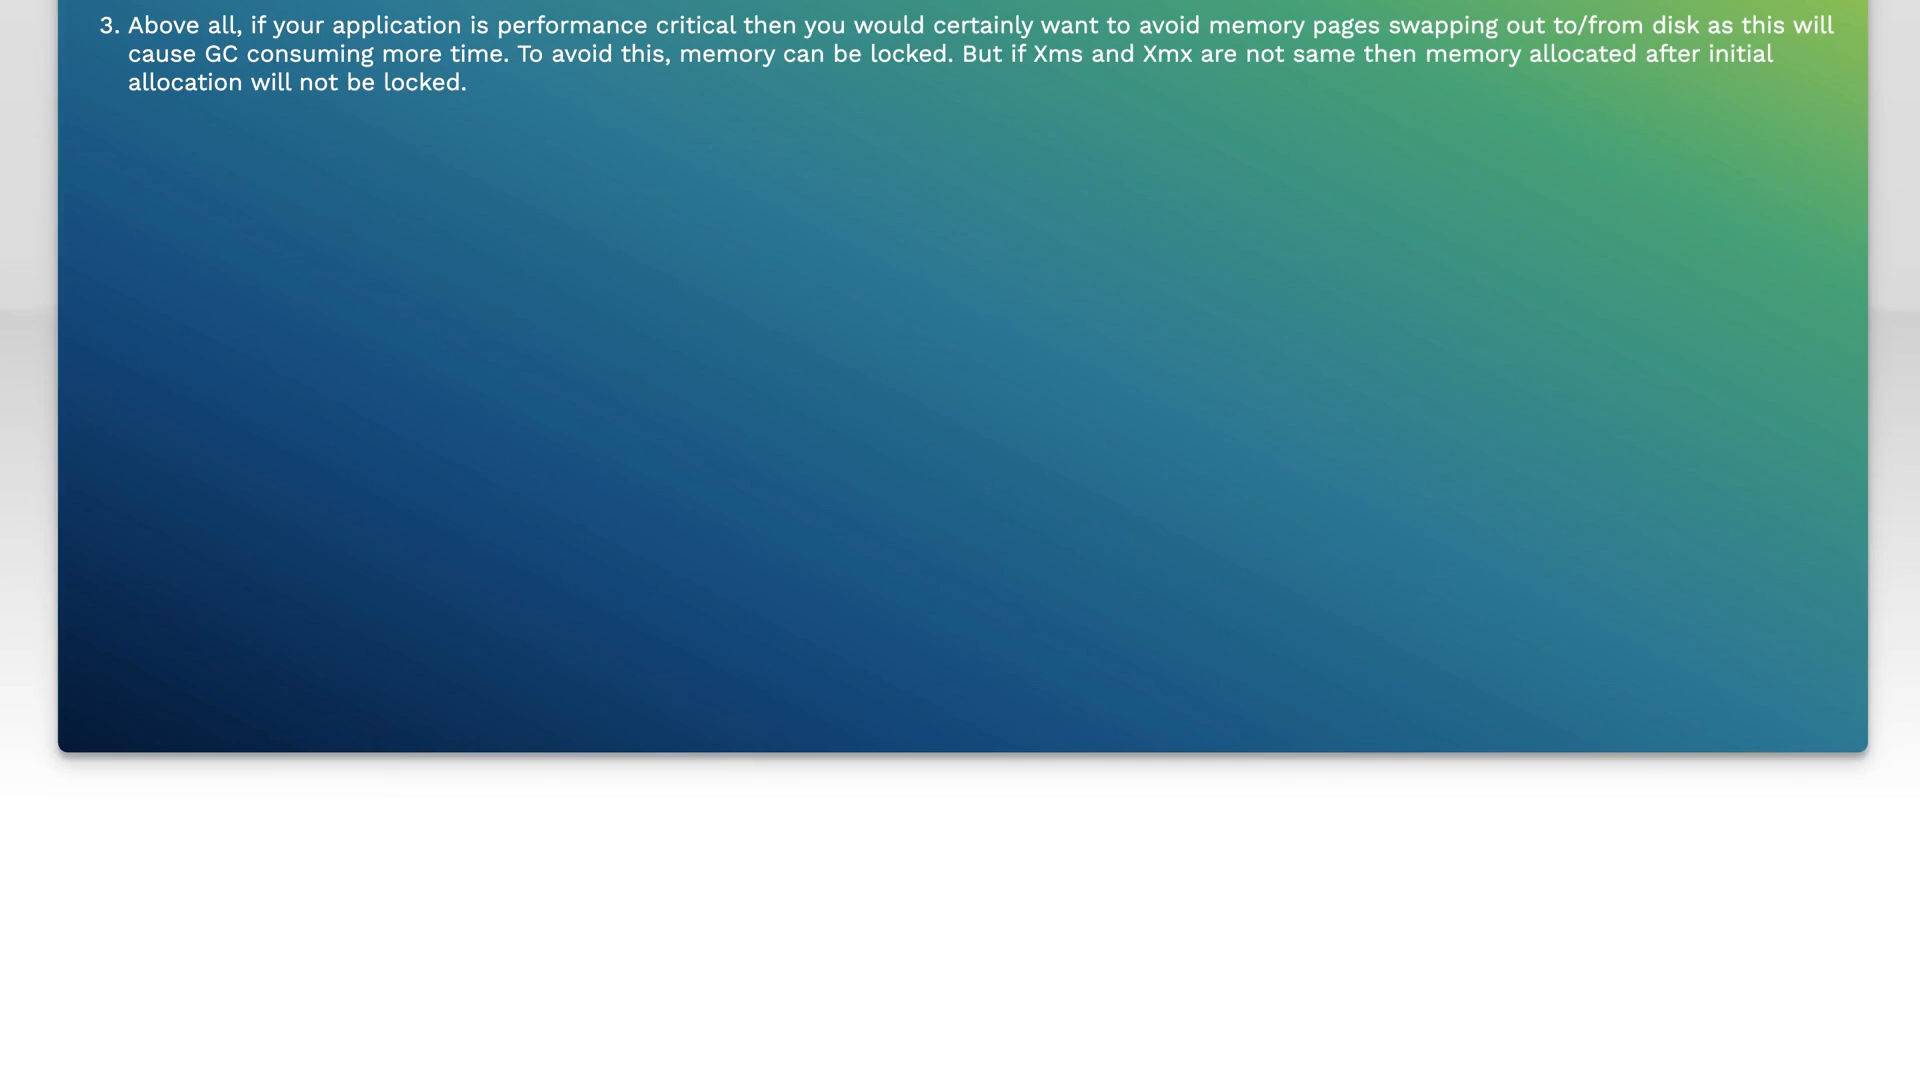 3. Above all, if your application is performance critical then you would certainly want to avoid memory pages swapping out to/from disk as this will
cause GC consuming more time. To avoid this, memory can be locked. But if Xms and Xmx are not same then memory allocated after initial
allocation will not be locked.